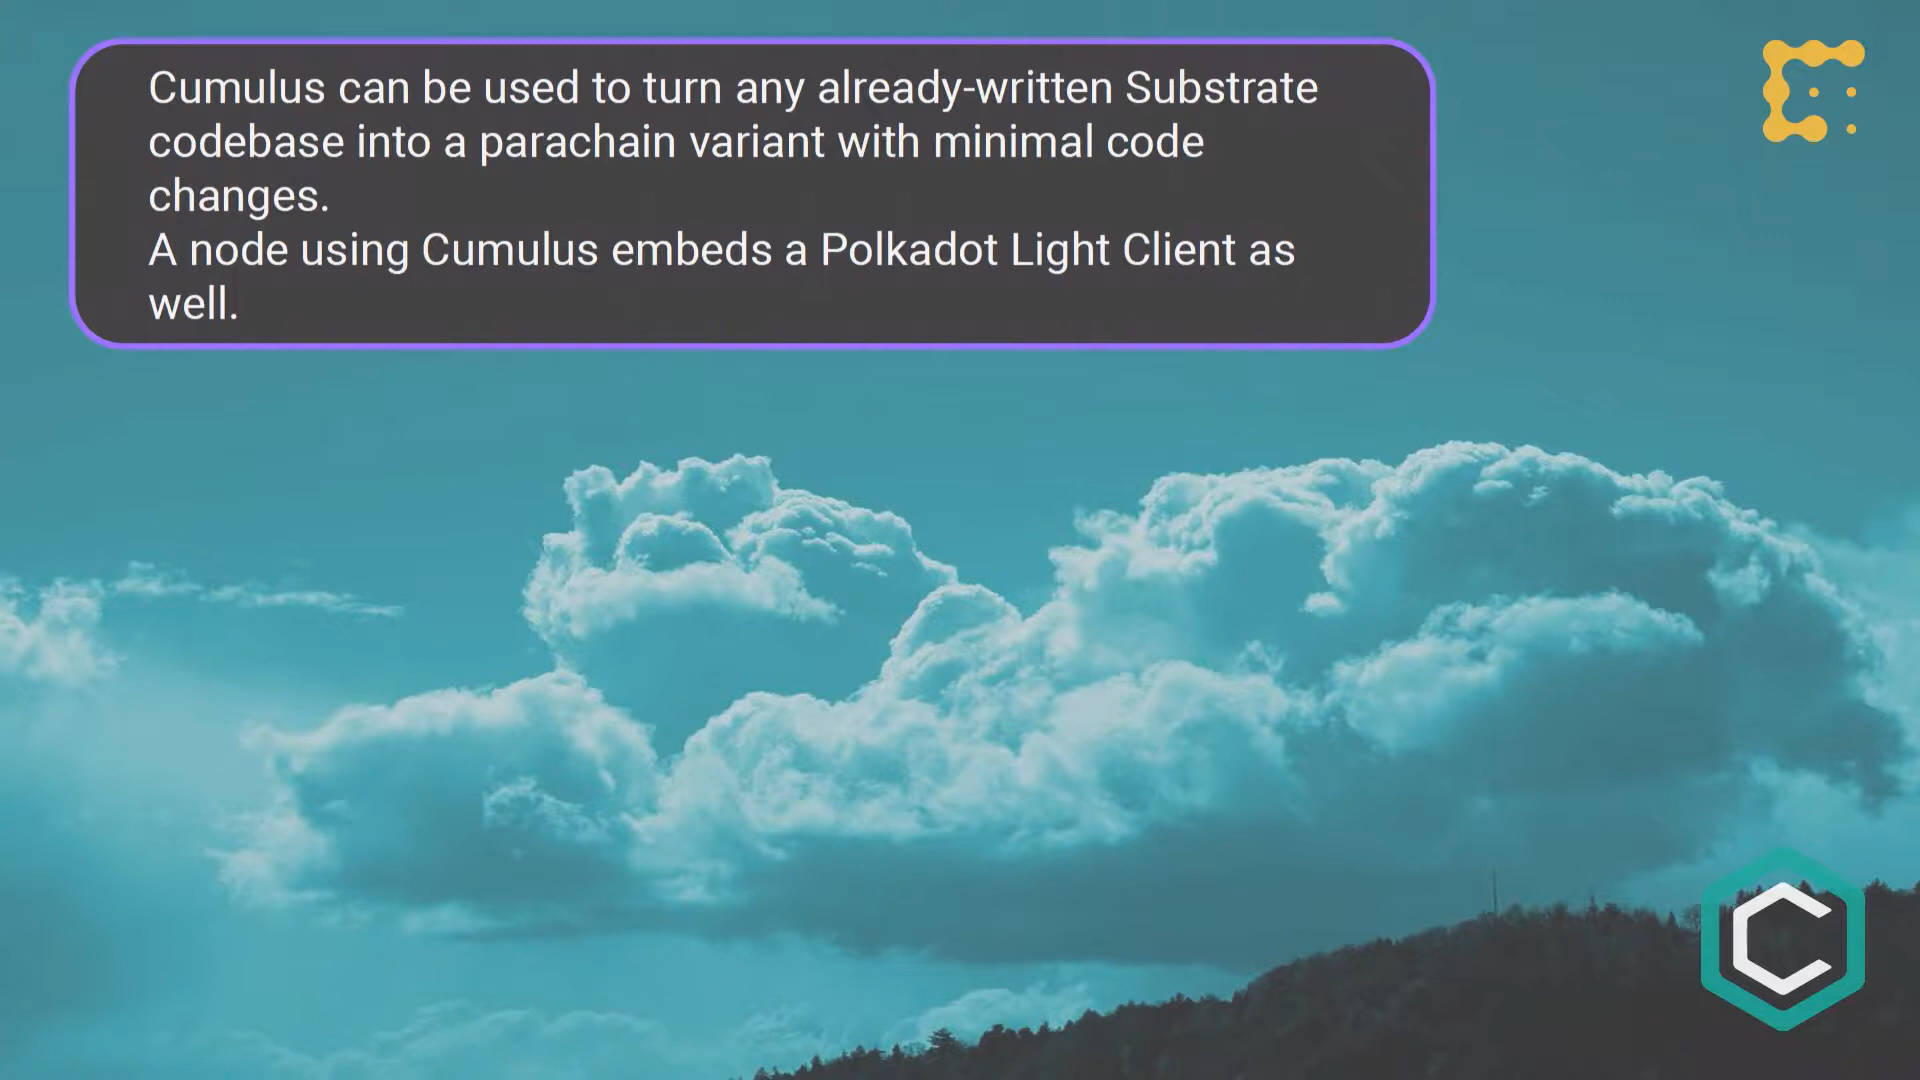 Cumulus can be used to turn any already-written Substrate
codebase into a parachain variant with minimal code
changes.
A node using Cumulus embeds a Polkadot Light Client as
well.